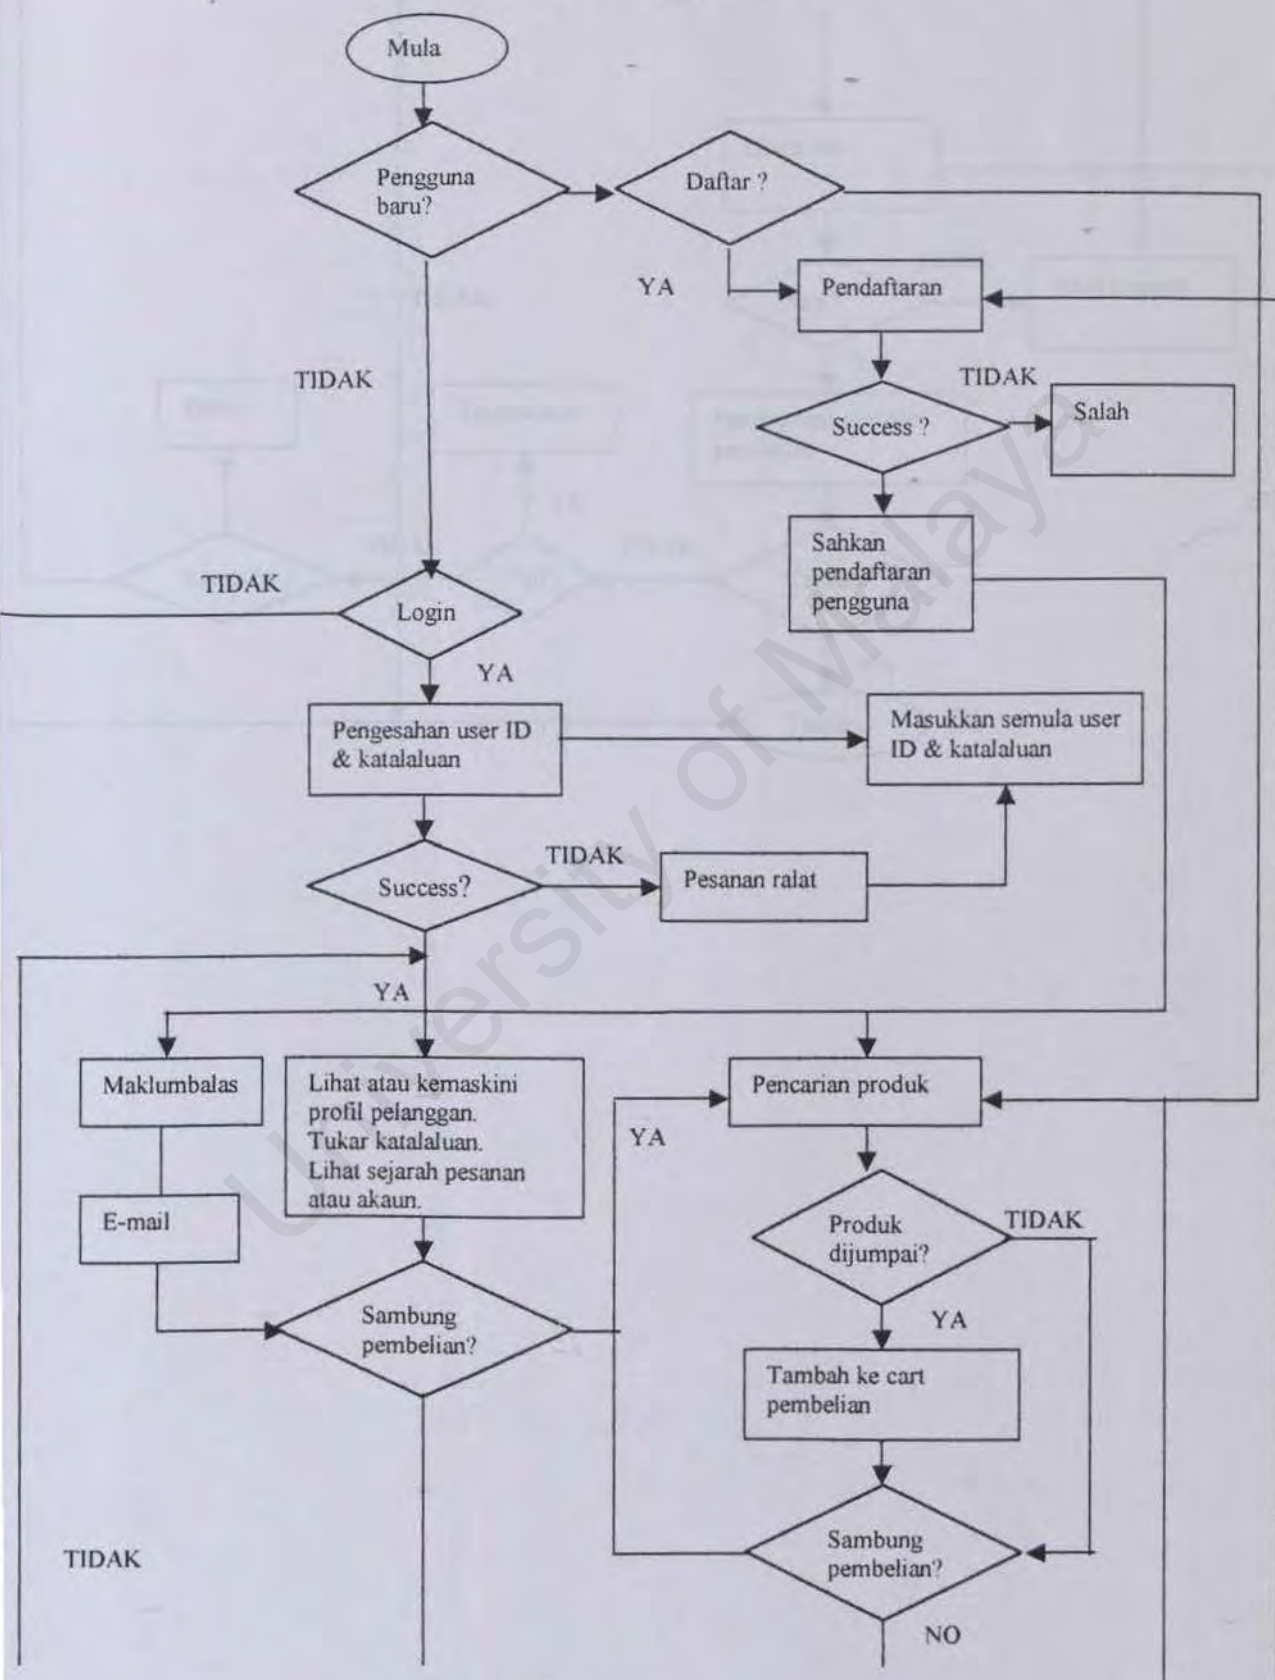 Mula
Pengguna
baru?
Daftar ?
YA
Pendaftaran
TIDAK
TIDAK
Success ?
Salah
Sahkan
pendaftaran
pengguna
TIDAK
Login
YA
Pengesahan user ID
& katalaluan
Masukkan semula user
ID & katalaluan
Success?
TIDAK
Pesanan ralat
YA
Maklumbalas
Lihat atau kemaskini
profil pelanggan.
Tukar katalaluan.
Lihat sejarah pesanan
atau akaun.
Pencarian produk
YA
E-mail
Produk
dijumpai?
TIDAK
YA
Sambung
pembelian?
Tambah ke cart
pembelian
Sambung
pembelian?
TIDAK
NO
University of Malaya